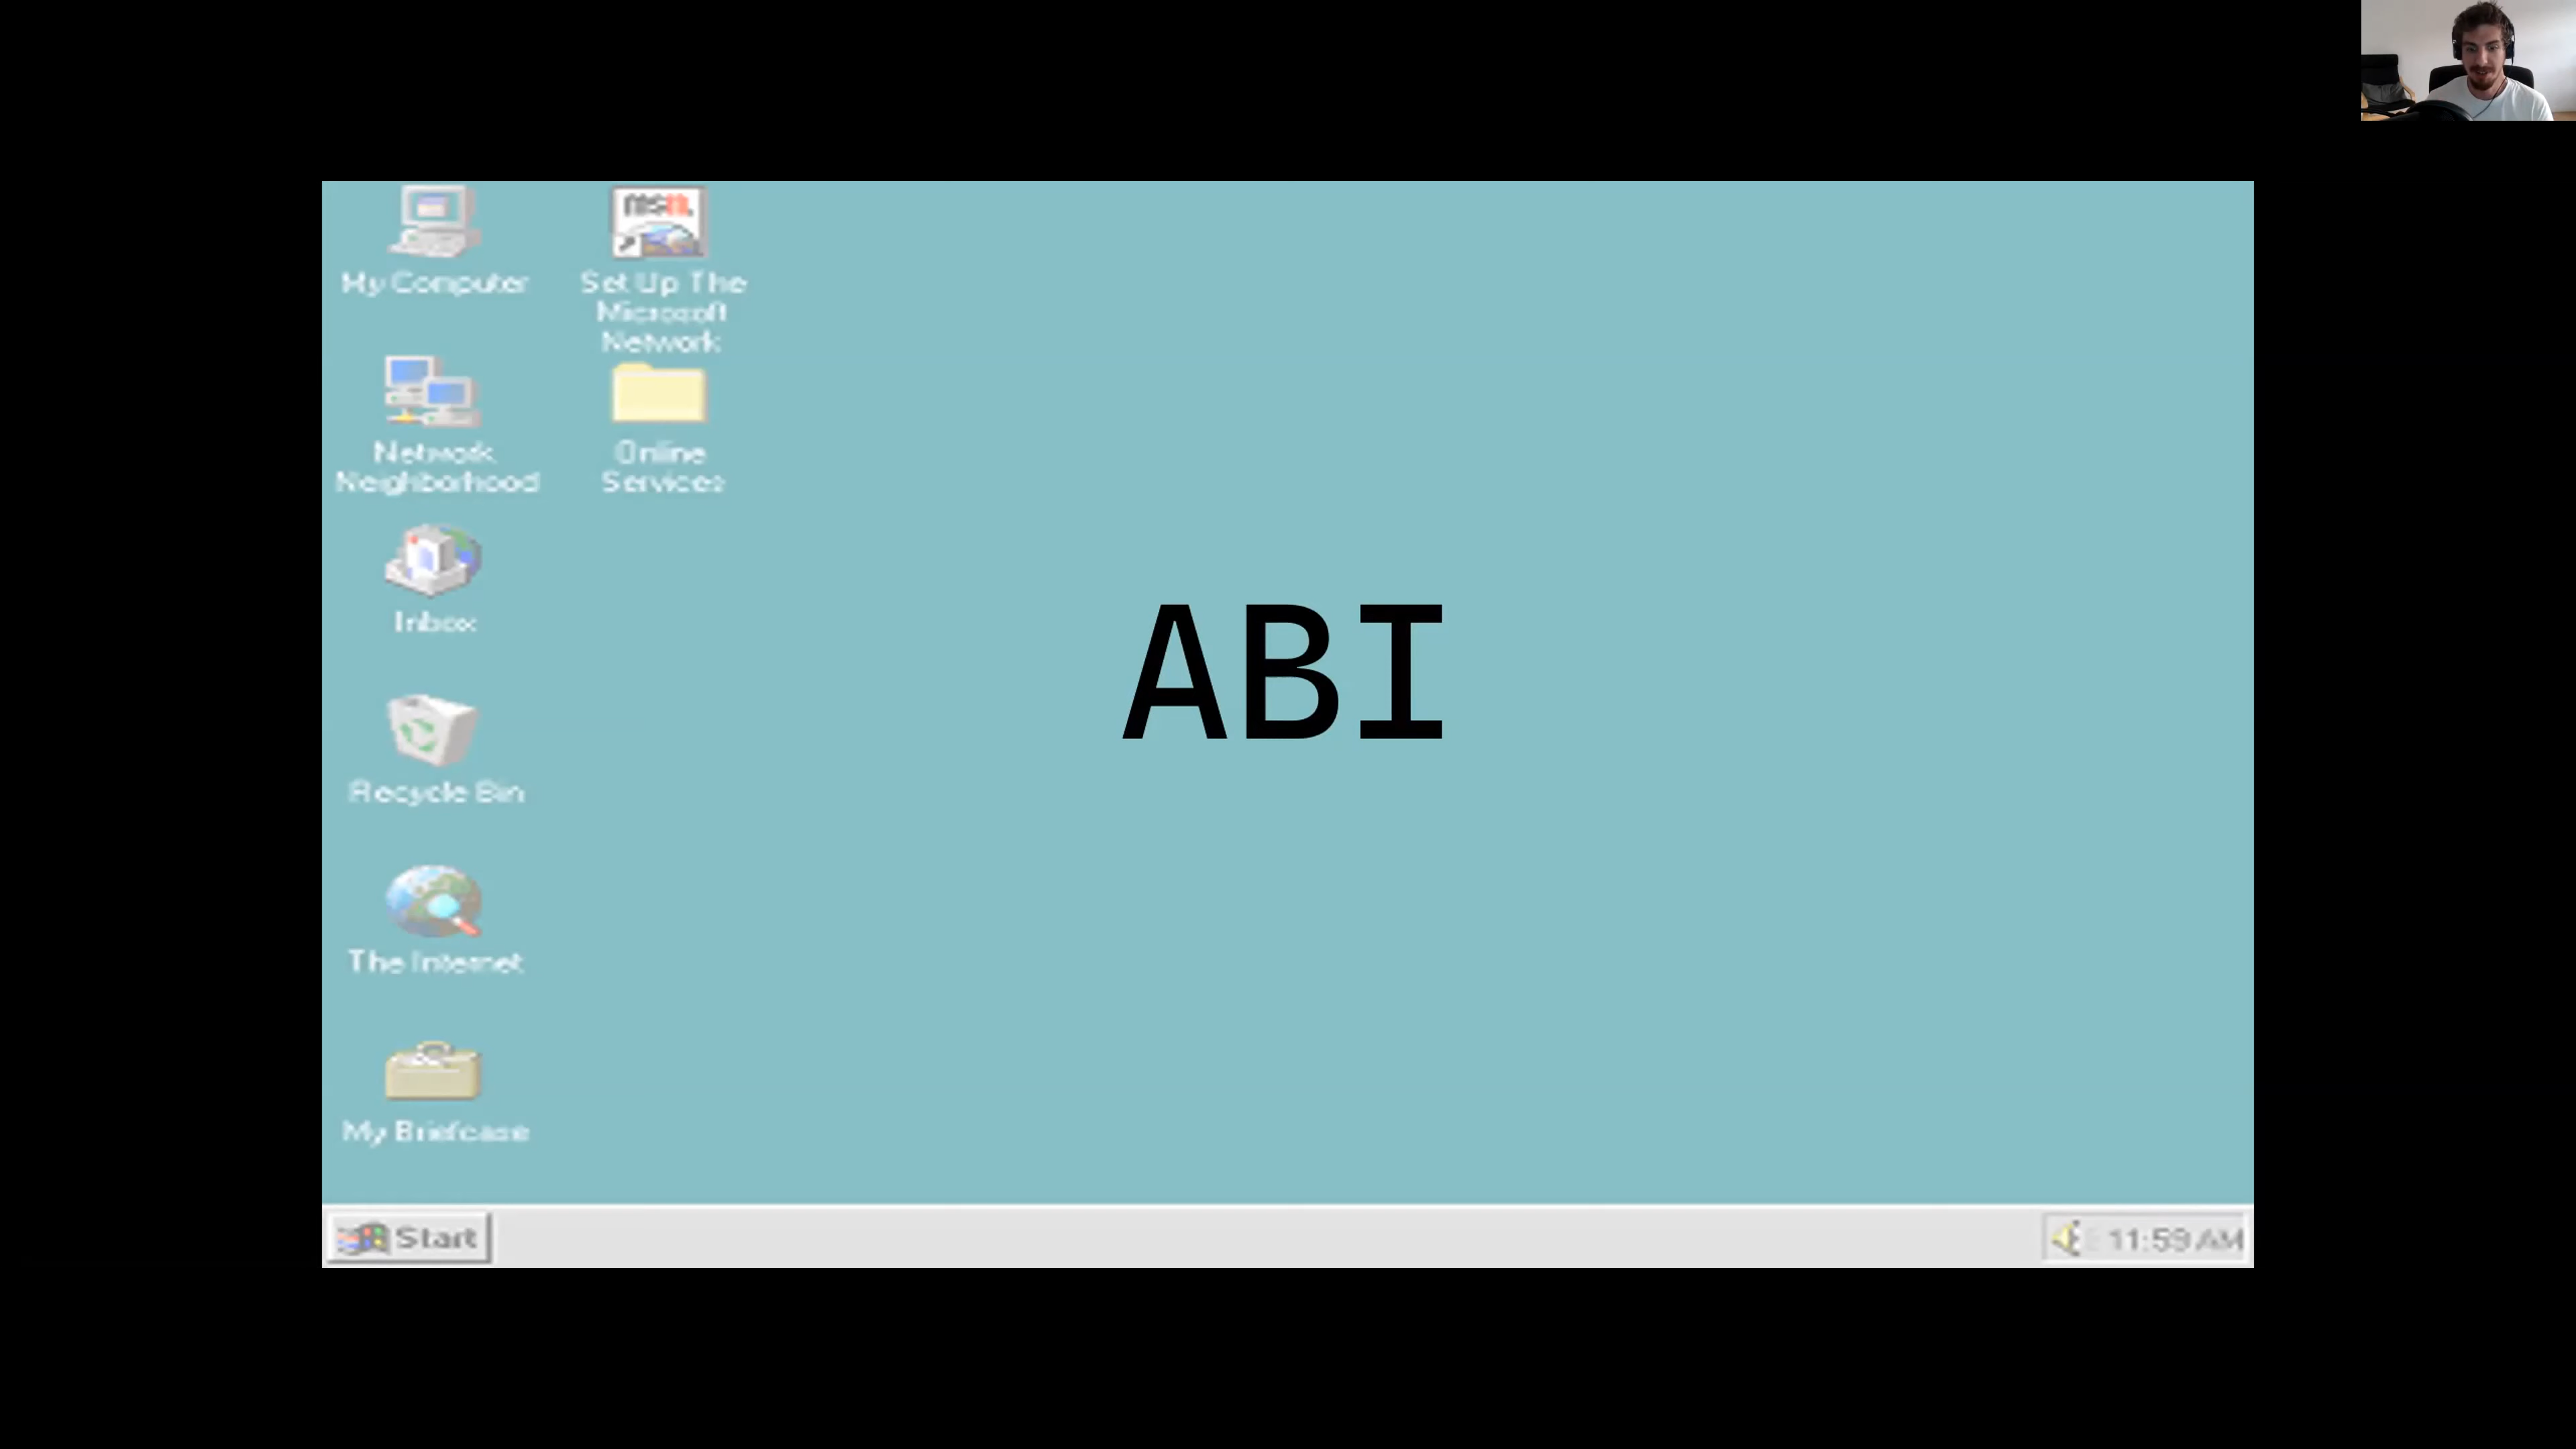 msn.
My Computer
Set Up The
Microsoft
Network
Network
Neighborhood
Online
Services
Inbox
ABI
Recycle Bin
The Internet
My Briefcase
Start
11:59 AM